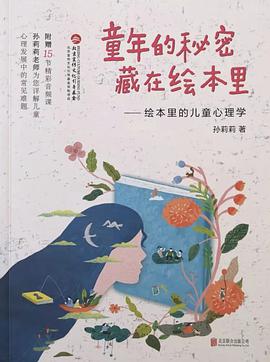 童年的秘密
藏在绘本里
——绘本里的儿童心理学
孙莉莉 著
附赠15节精彩音频课
孙莉莉老师为您详解儿童
心理发展中的常见难题
北京联合出版公司